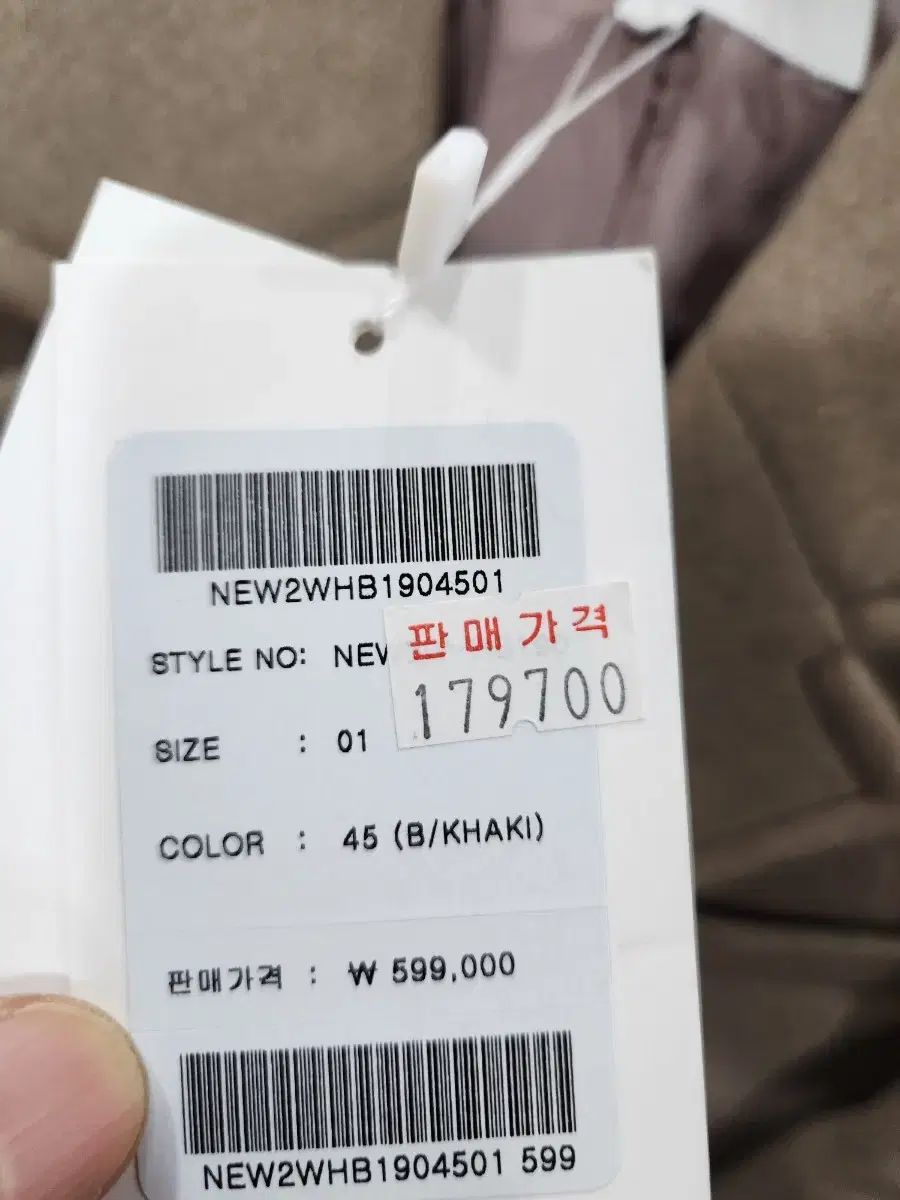 NEW2WHB1904501
STYLE NO: NEW
판매가격
179700
SIZE : 01
COLOR : 45 (B/KHAKI)
판매가격 : ₩ 599,000
NEW2WHB1904501 599